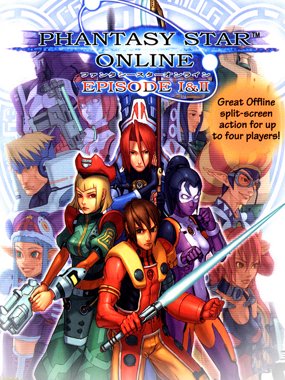 PHANTASY STAR™
ONLINE
ファンタシースターオンライン
EPISODE I&II
Great Offline
split-screen
action for up
to four players!